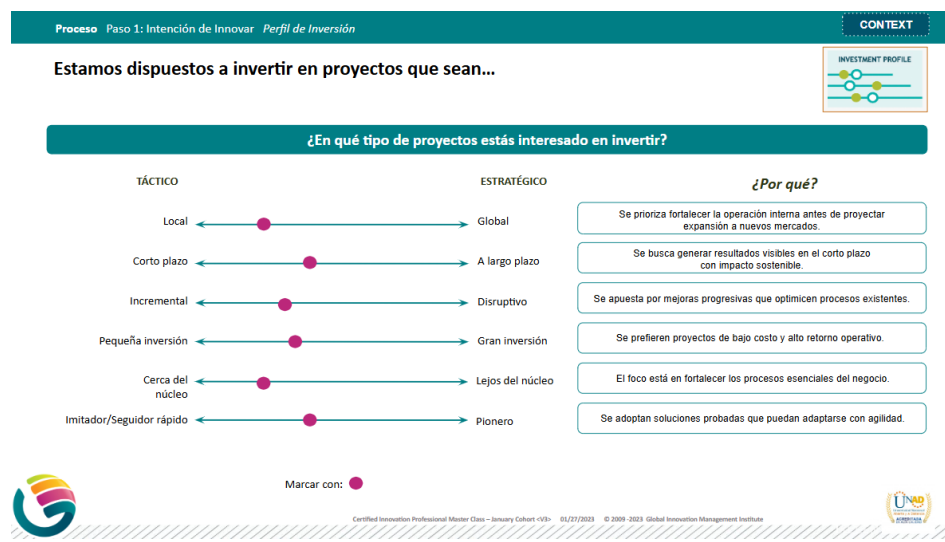 Proceso Paso 1: Intención de Innovar Perfil de Inversión
CONTEXT
Estamos dispuestos a invertir en proyectos que sean...
INVESTMENT PROFILE
¿En qué tipo de proyectos estás interesado en invertir?
TÁCTICO
ESTRATÉGICO
¿Por qué?
Local
Global
Se prioriza fortalecer la operación interna antes de proyectar
expansión a nuevos mercados.
Corto plazo
A largo plazo
Se busca generar resultados visibles en el corto plazo
con impacto sostenible.
Incremental
Disruptivo
Se apuesta por mejoras progresivas que optimicen procesos existentes.
Pequeña inversión
Gran inversión
Se prefieren proyectos de bajo costo y alto retorno operativo.
Cerca del
núcleo
Lejos del núcleo
El foco está en fortalecer los procesos esenciales del negocio.
Imitador/Seguidor rápido
Pionero
Se adoptan soluciones probadas que puedan adaptarse con agilidad.
Marcar con:
Certified Innovation Professional Master Class – January Cohort <V3> 01/27/2023 © 2009 -2023 Global Innovation Management Institute
UNAD